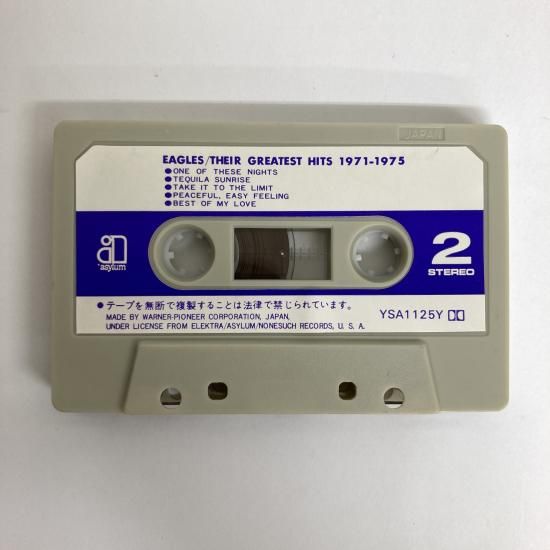 JAPAN
EAGLES/THEIR GREATEST HITS 1971-1975
●ONE OF THESE NIGHTS
●TEQUILA SUNRISE
●TAKE IT TO THE LIMIT
●PEACEFUL, EASY FEELING
●BEST OF MY LOVE
asylum
2
STEREO
●テープを無断で複製することは法律で禁じられています。
MADE BY WARNER-PIONEER CORPORATION, JAPAN,
UNDER LICENSE FROM ELEKTRA/ASYLUM/NONESUCH RECORDS, U. S. A.
YSA1125Y